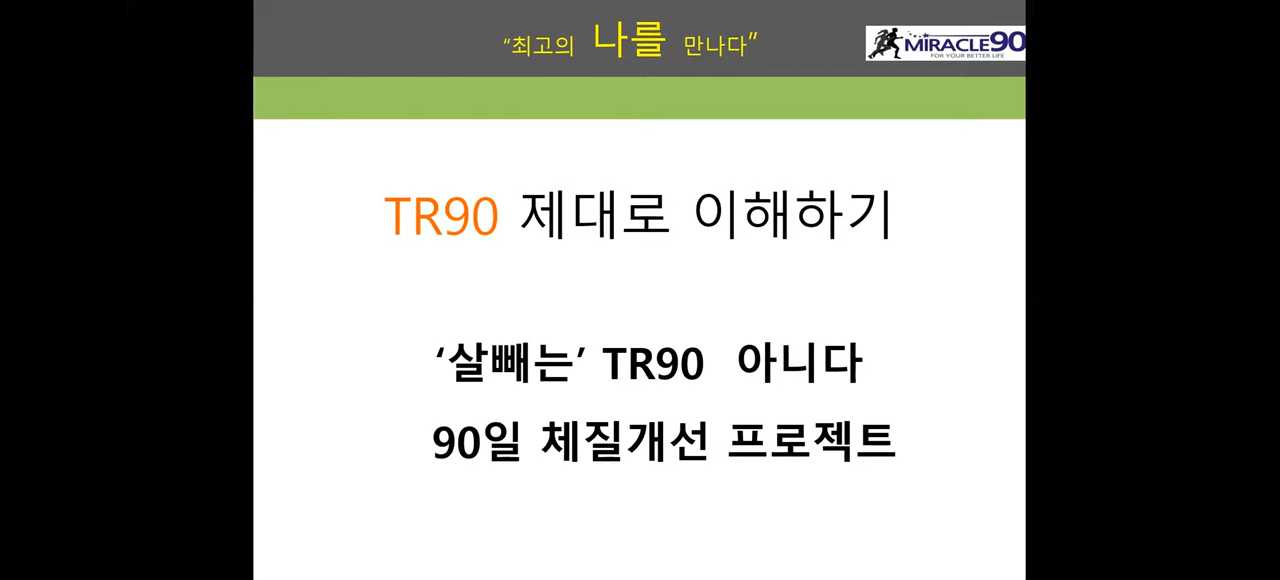 “최고의 나를 만나다”
MIRACLE90
FOR YOUR BETTER LIFE
TR90 제대로 이해하기
‘살빼는’ TR90 아니다
90일 체질개선 프로젝트